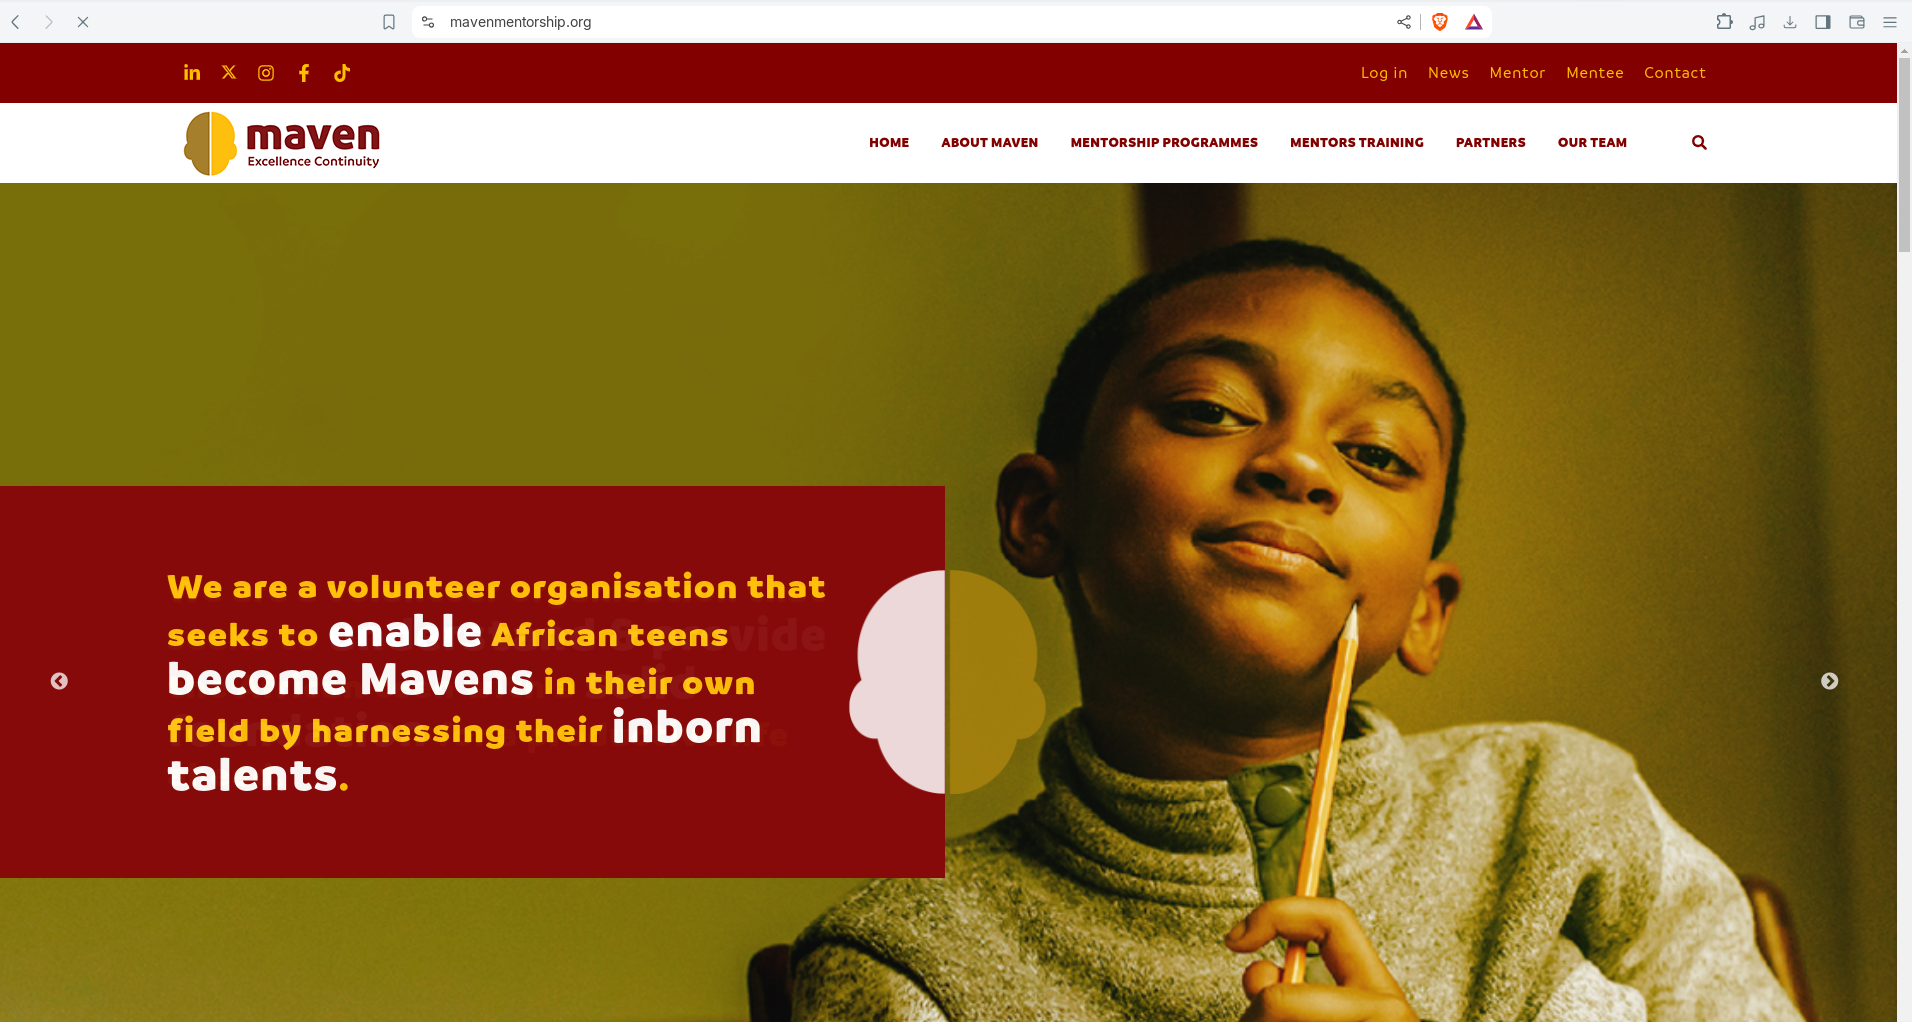 mavenmentorship.org
Log in News Mentor Mentee Contact
maven
Excellence Continuity
HOME ABOUT MAVEN MENTORSHIP PROGRAMMES MENTORS TRAINING PARTNERS OUR TEAM
We are a volunteer organisation that
seeks to enable African teens
become Mavens in their own
field by harnessing their inborn
talents.